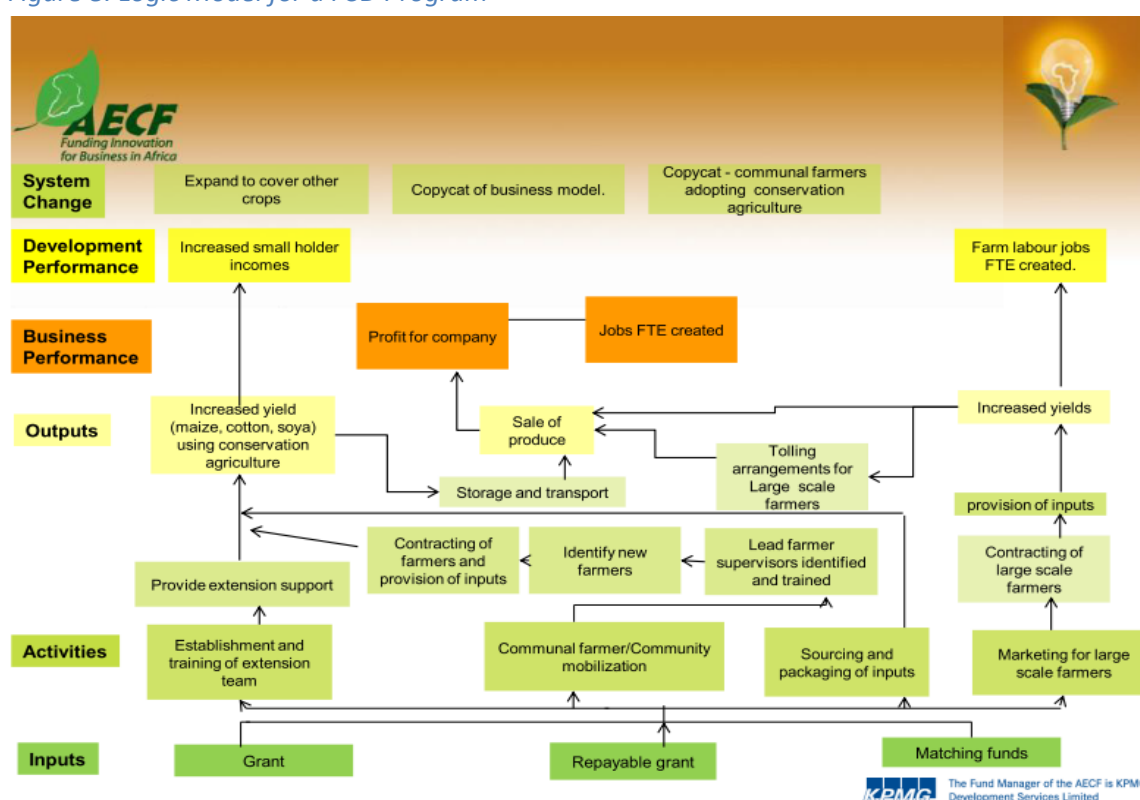 AECF
Funding Innovation
for Business in Africa
System
Change
Expand to cover other
crops
Copycat of business model.
Copycat - communal farmers
adopting conservation
agriculture
Development
Performance
Increased small holder
incomes
Farm labour jobs
FTE created.
Business
Performance
Profit for company
Jobs FTE created
Outputs
Increased yield
(maize, cotton, soya)
using conservation
agriculture
Sale of
produce
Increased yields
Storage and transport
Tolling
arrangements for
Large scale
farmers
provision of inputs
Provide extension support
Contracting of
farmers and
provision of inputs
Identify new
farmers
Lead farmer
supervisors identified
and trained
Contracting of
large scale
farmers
Activities
Establishment and
training of extension
team
Communal farmer/Community
mobilization
Sourcing and
packaging of inputs
Marketing for large
scale farmers
Inputs
Grant
Repayable grant
Matching funds
KPMG
The Fund Manager of the AECF is KPM
Development Services Limited